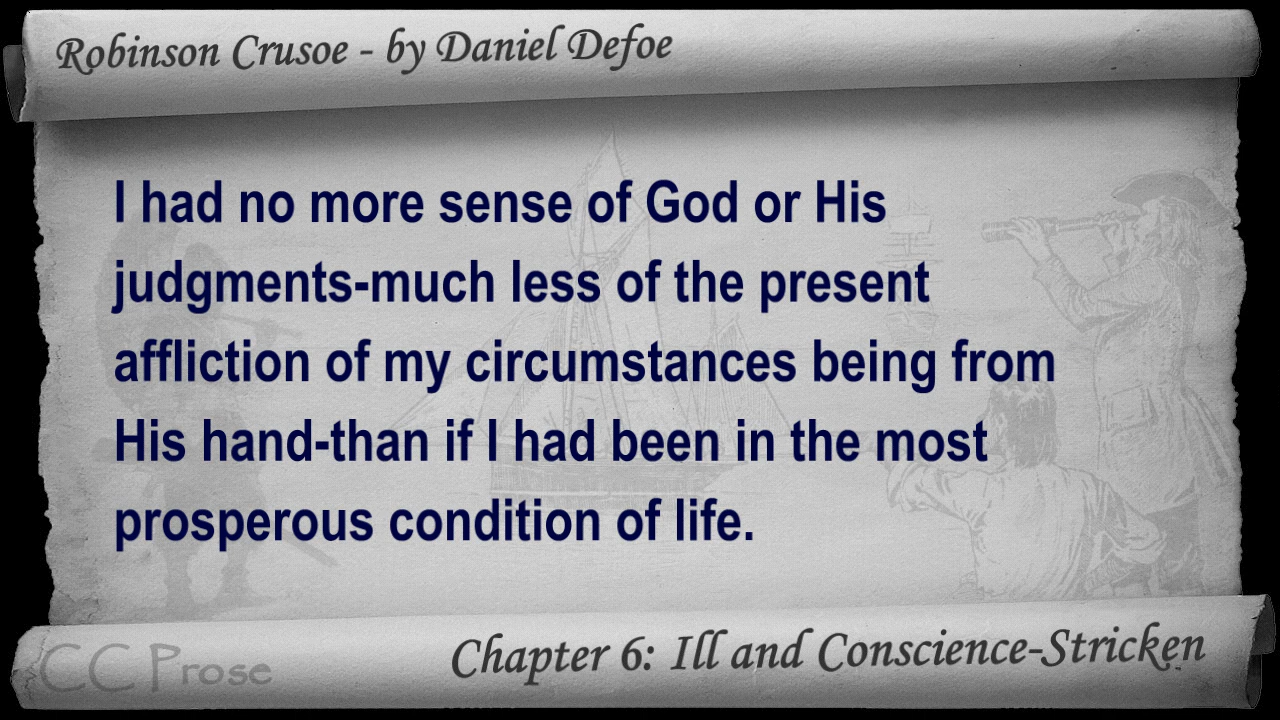 Robinson Crusoe - by Daniel Defoe
I had no more sense of God or His
judgments-much less of the present
affliction of my circumstances being from
His hand-than if I had been in the most
prosperous condition of life.
CC Prose
Chapter 6: Ill and Conscience-Stricken